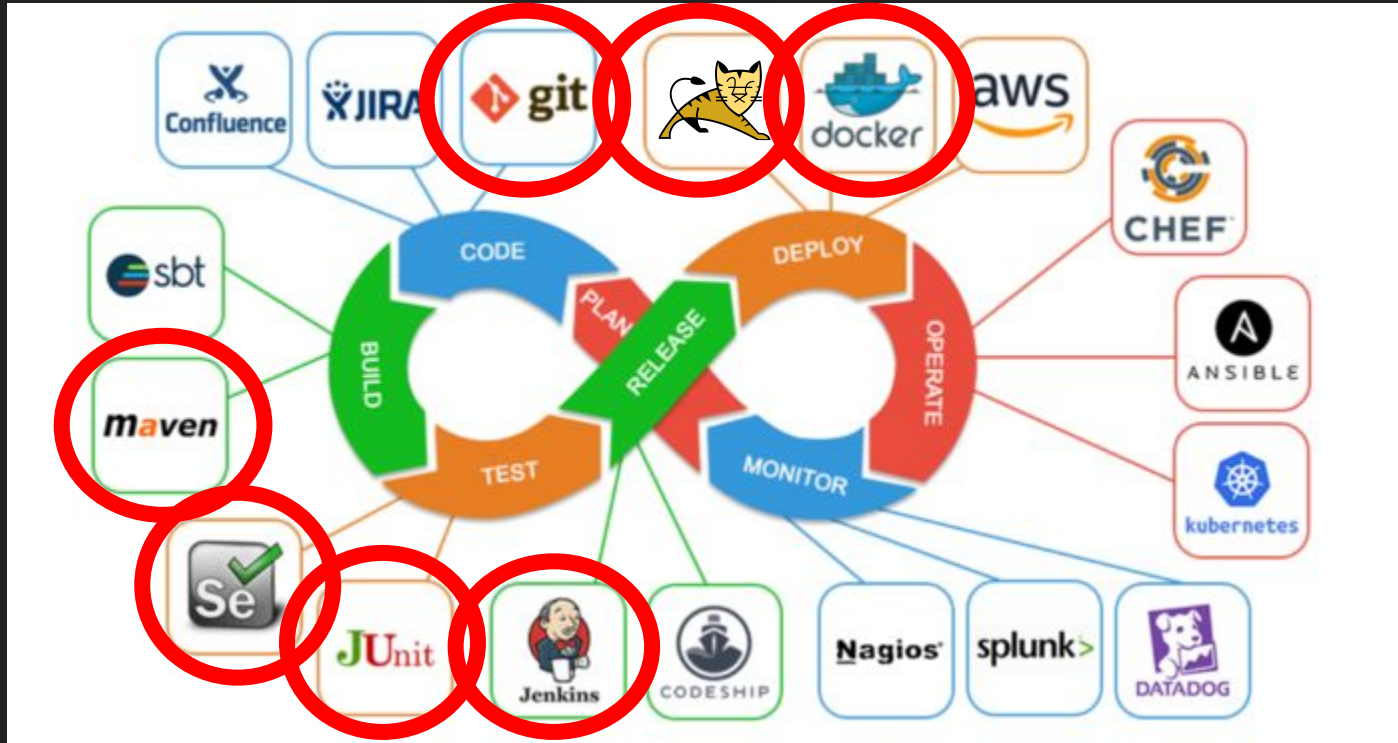 Confluence
JIRA
git
docker
aws
CHEF
sbt
CODE
DEPLOY
PLAN
RELEASE
BUILD
OPERATE
ANSIBLE
maven
TEST
MONITOR
kubernetes
Se
JUnit
Jenkins
CODESHIP
Nagios®
splunk>
DATADOG